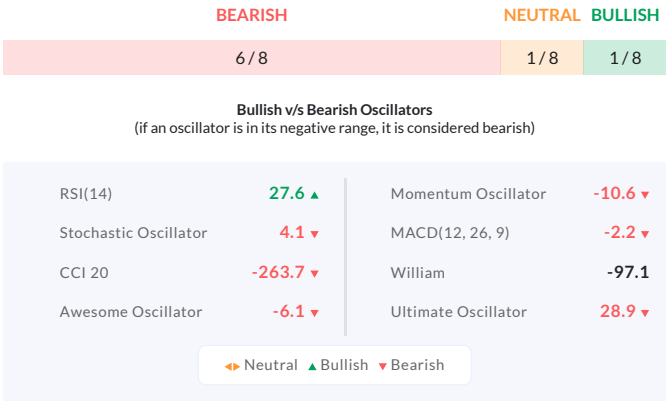 BEARISH NEUTRAL BULLISH
6 / 8 1 / 8 1 / 8
Bullish v/s Bearish Oscillators
(if an oscillator is in its negative range, it is considered bearish)
RSI(14) 27.6 ▲ Momentum Oscillator -10.6 ▼
Stochastic Oscillator 4.1 ▼ MACD(12, 26, 9) -2.2 ▼
CCI 20 -263.7 ▼ William -97.1
Awesome Oscillator -6.1 ▼ Ultimate Oscillator 28.9 ▼
◀▶ Neutral ▲ Bullish ▼ Bearish